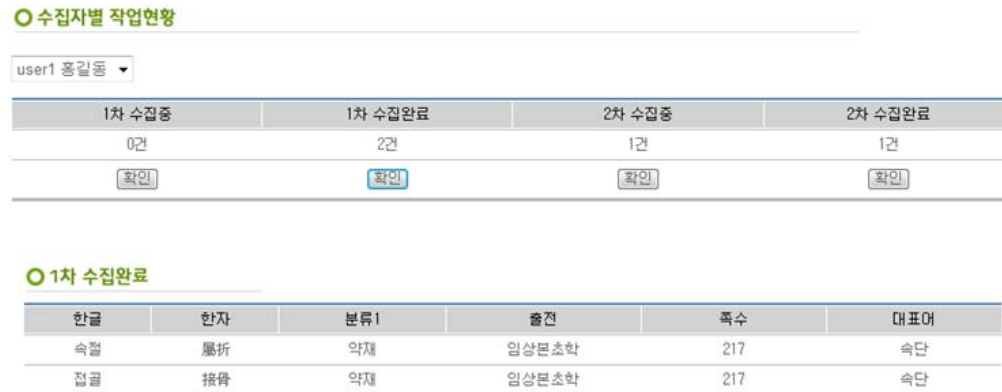 수집자별 작업현황
user1 홍길동
1차 수집중 1차 수집완료 2차 수집중 2차 수집완료
0건 2건 1건 1건
확인 확인 확인 확인
1차 수집완료
한글 한자 분류1 출전 쪽수 대표어
속절 屬折 약재 임상본초학 217 속단
접골 接骨 약재 임상본초학 217 속단